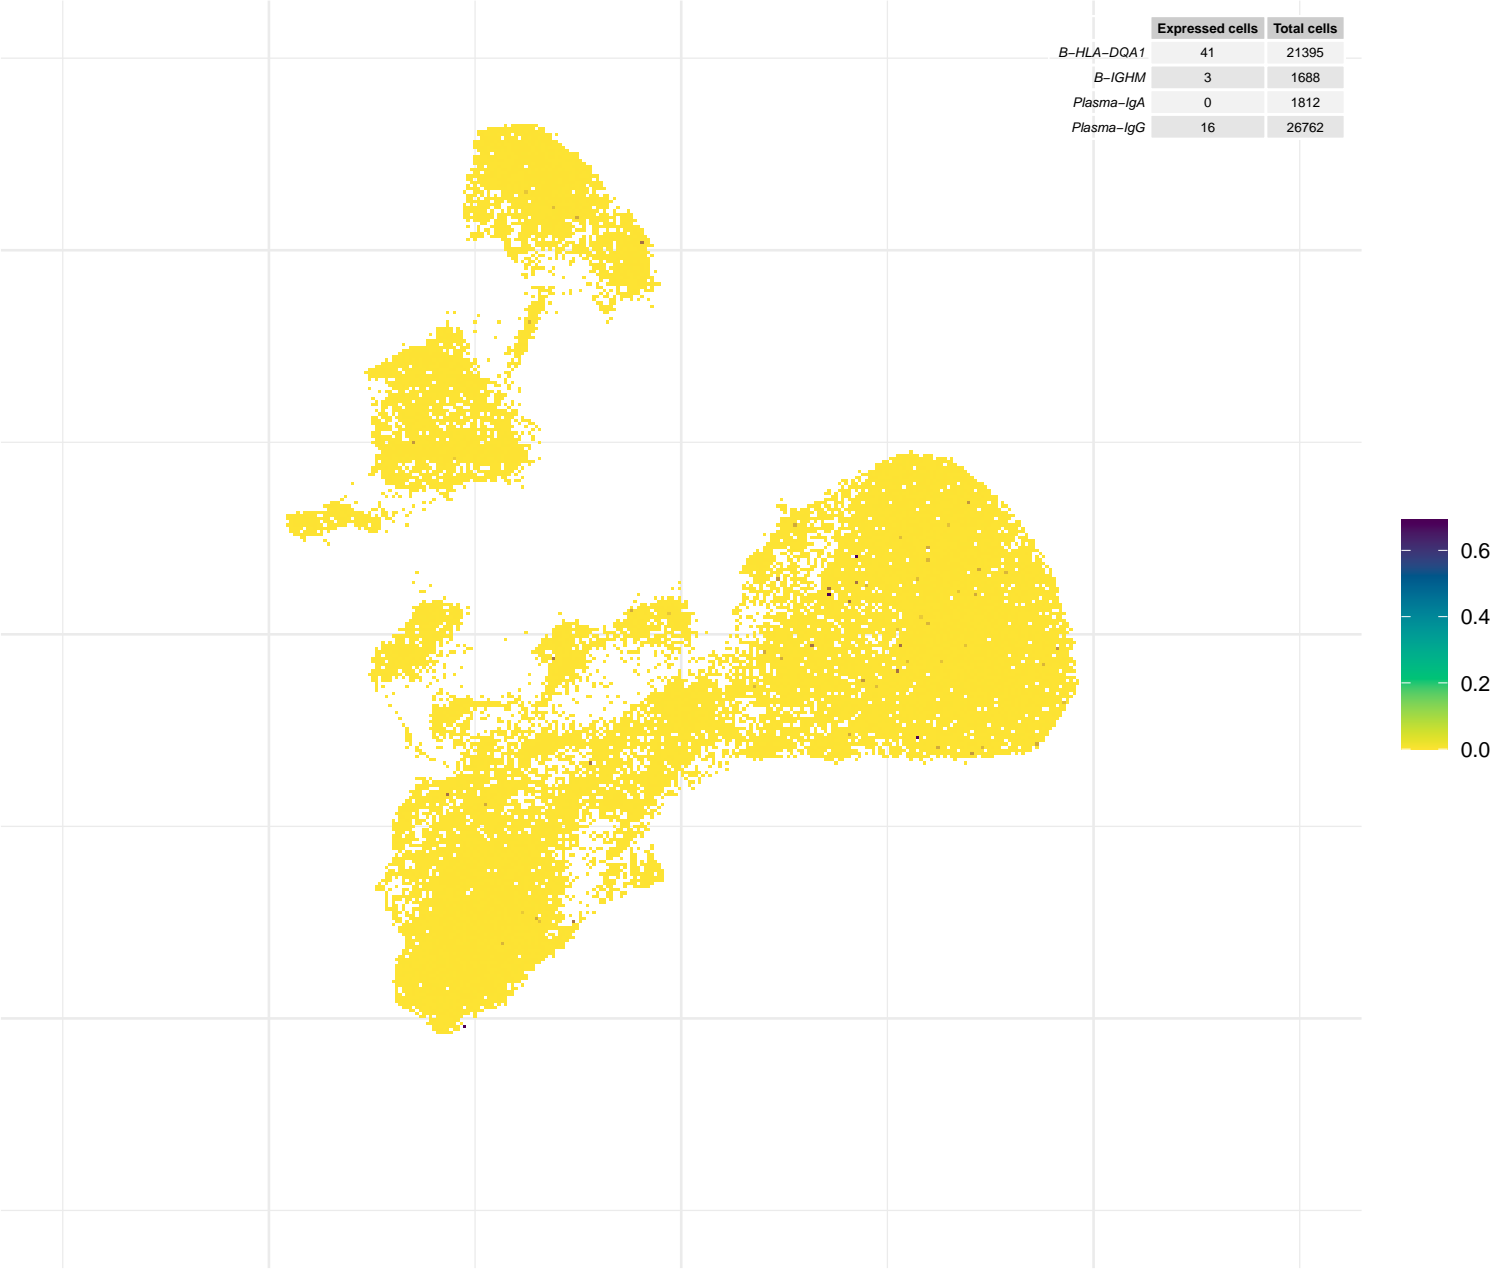 Expressed cells Total cells
B−HLA−DQA1 41 21395
B−IGHM 3 1688
Plasma−IgA 0 1812
Plasma−IgG 16 26762
0.6
0.4
0.2
0.0